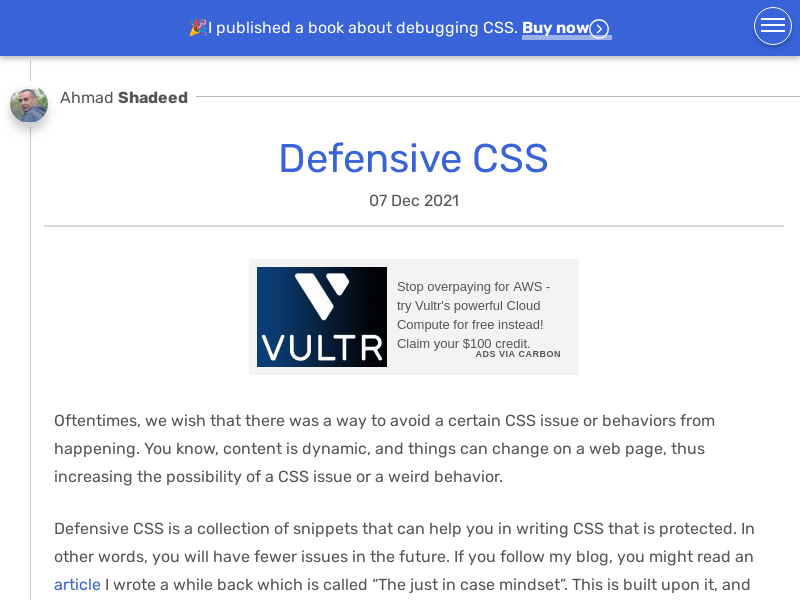 🎉I published a book about debugging CSS. Buy now
Ahmad Shadeed
Defensive CSS
07 Dec 2021
VULTR
Stop overpaying for AWS -
try Vultr's powerful Cloud
Compute for free instead!
Claim your $100 credit.
ADS VIA CARBON
Oftentimes, we wish that there was a way to avoid a certain CSS issue or behaviors from
happening. You know, content is dynamic, and things can change on a web page, thus
increasing the possibility of a CSS issue or a weird behavior.
Defensive CSS is a collection of snippets that can help you in writing CSS that is protected. In
other words, you will have fewer issues in the future. If you follow my blog, you might read an
article I wrote a while back which is called “The just in case mindset”. This is built upon it, and